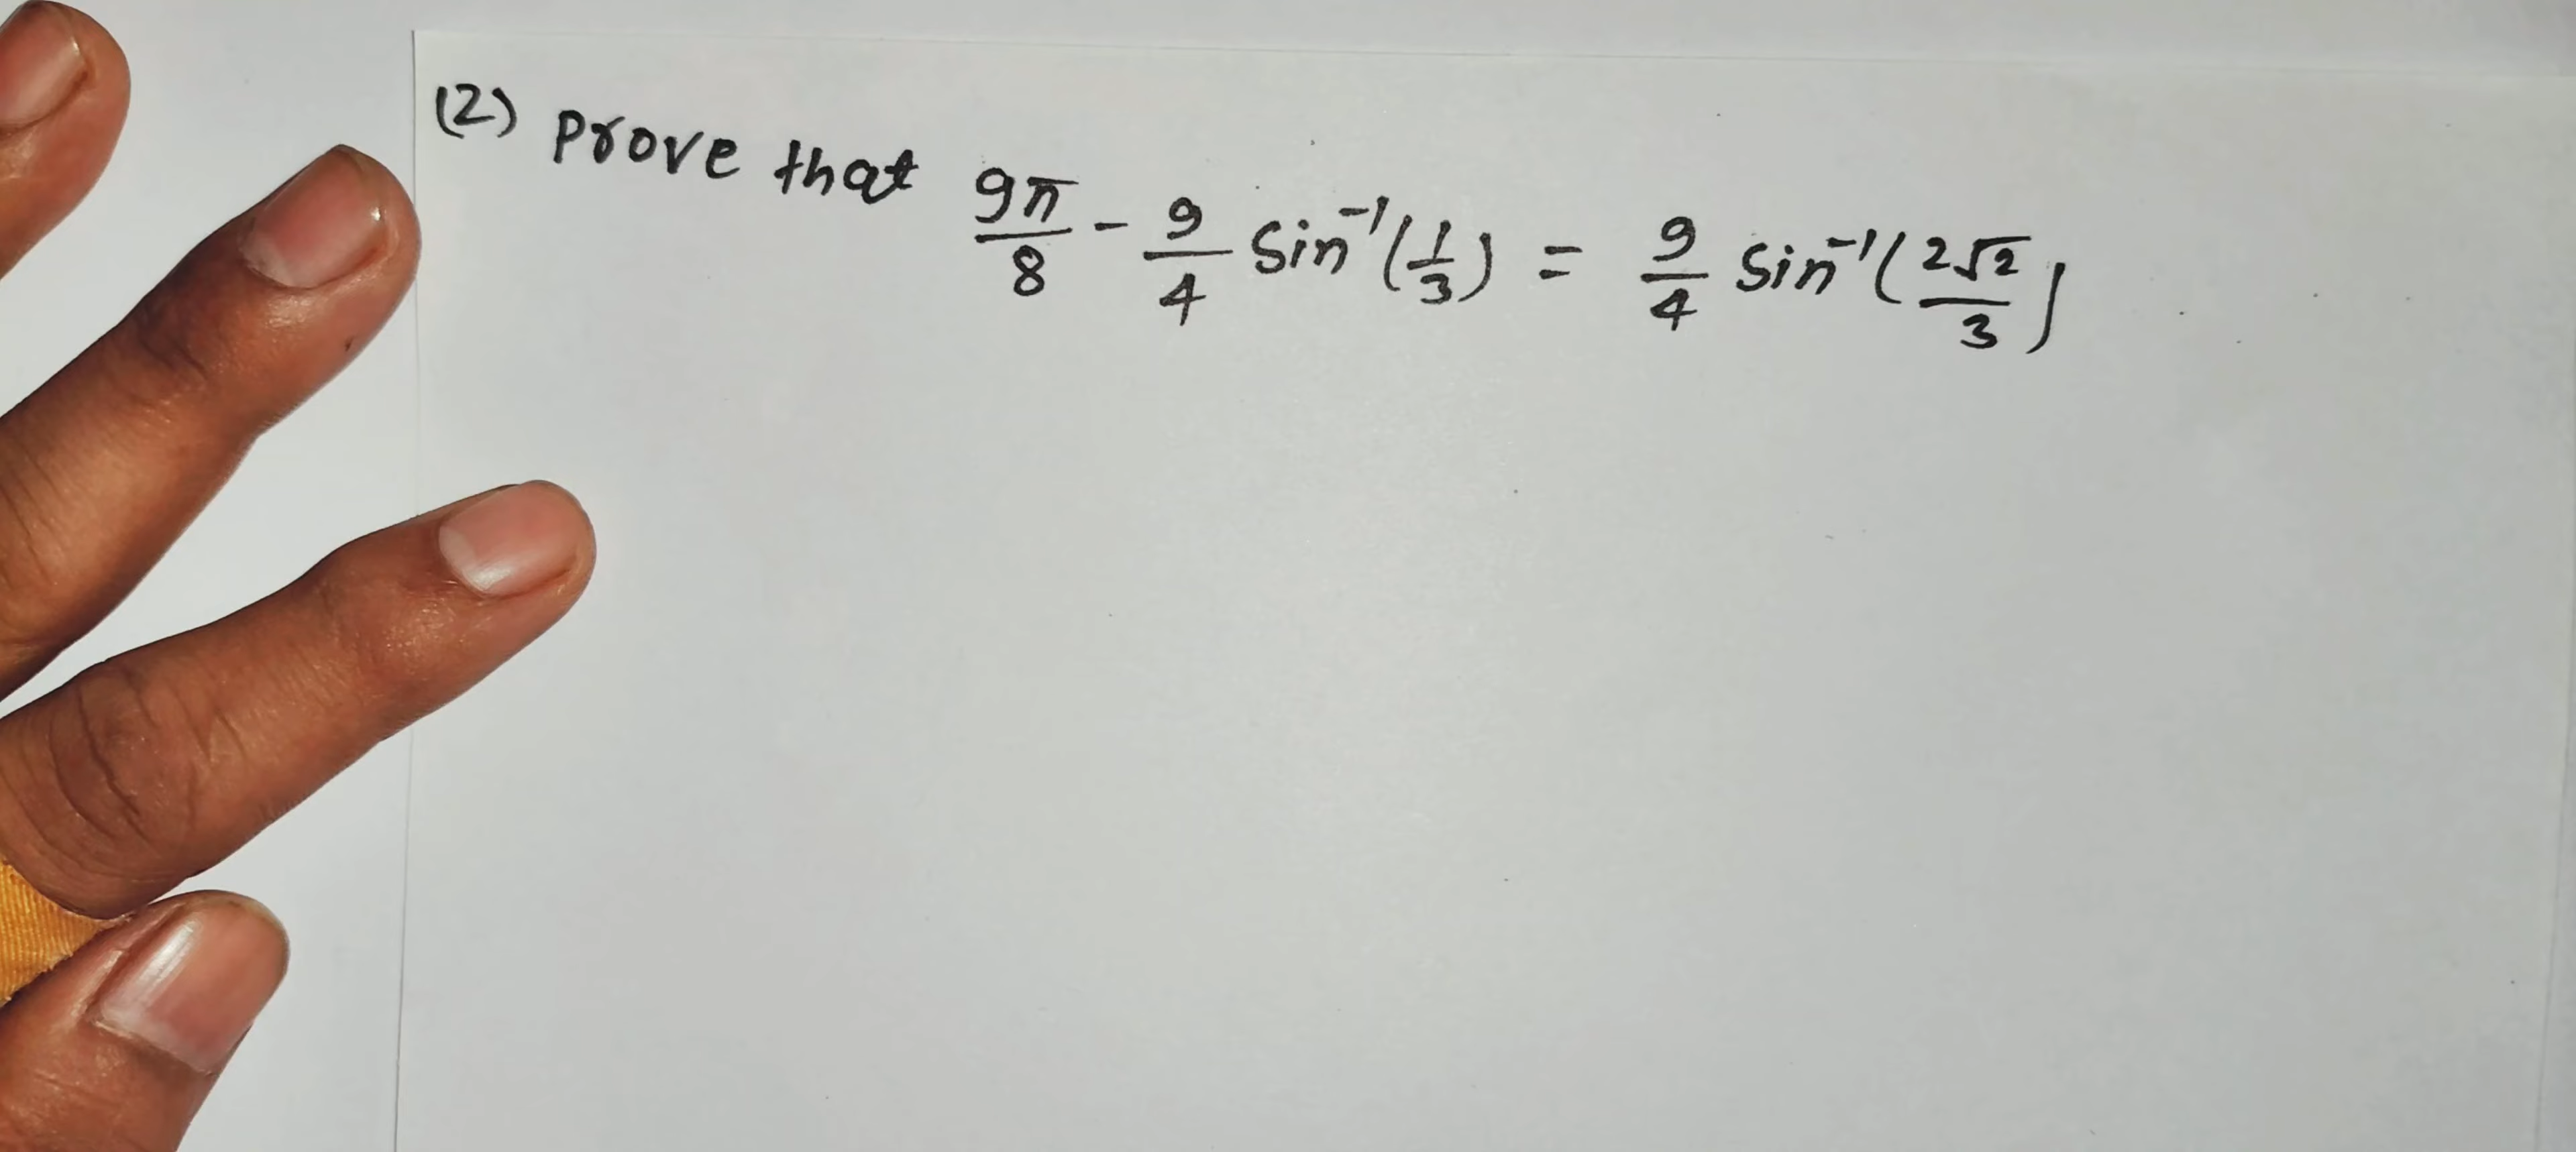 (2) Prove that 9π/8 - 9/4 Sin⁻¹(1/3) = 9/4 Sin⁻¹(2√2/3)